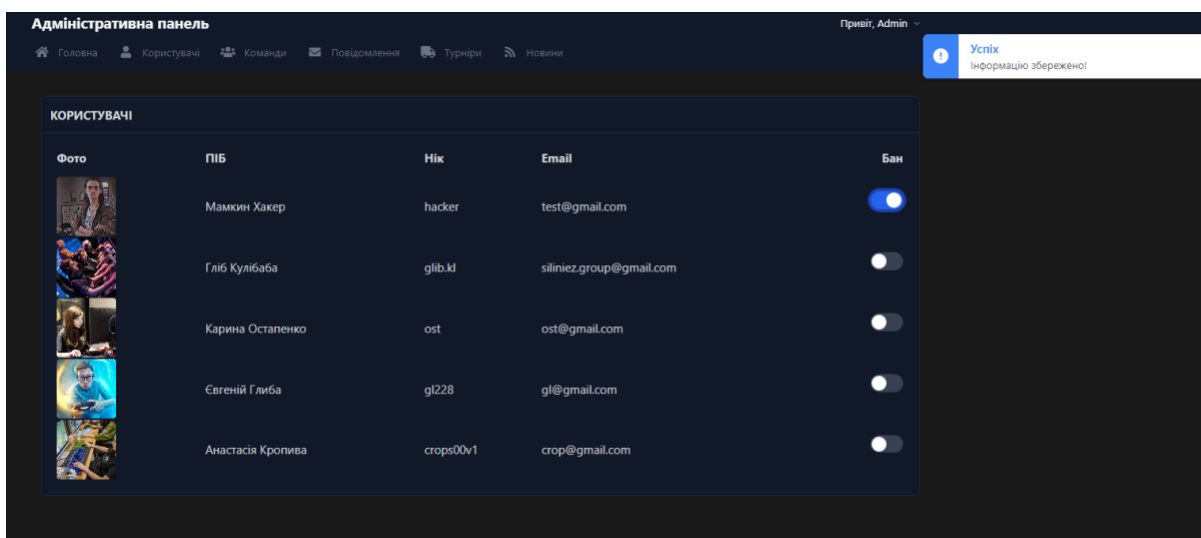 Адміністративна панель
Привіт, Admin
Головна Користувачі Команди Повідомлення Турніри Новини
Успіх
Інформацію збережено!
КОРИСТУВАЧІ
Фото ПІБ Нік Email Бан
Мамкин Хакер hacker test@gmail.com
Гліб Кулібаба glib.kl siliniez.group@gmail.com
Карина Остапенко ost ost@gmail.com
Євгеній Глиба gl228 gl@gmail.com
Анастасія Кропива crops00v1 crop@gmail.com